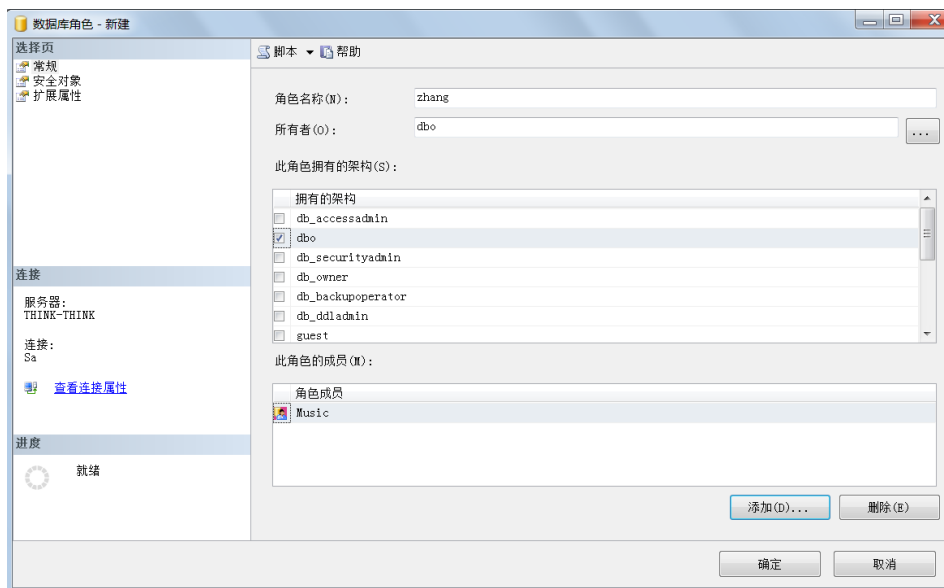 数据库角色 - 新建
选择页
常规
安全对象
扩展属性
脚本 帮助
角色名称(N): zhang
所有者(O): dbo ...
此角色拥有的架构(S):
拥有的架构
db_accessadmin
dbo
db_securityadmin
db_owner
db_backupoperator
db_ddladmin
guest
此角色的成员(M):
角色成员
Music
添加(D)... 删除(E)
连接
服务器:
THINK-THINK
连接:
Sa
查看连接属性
进度
就绪
确定 取消